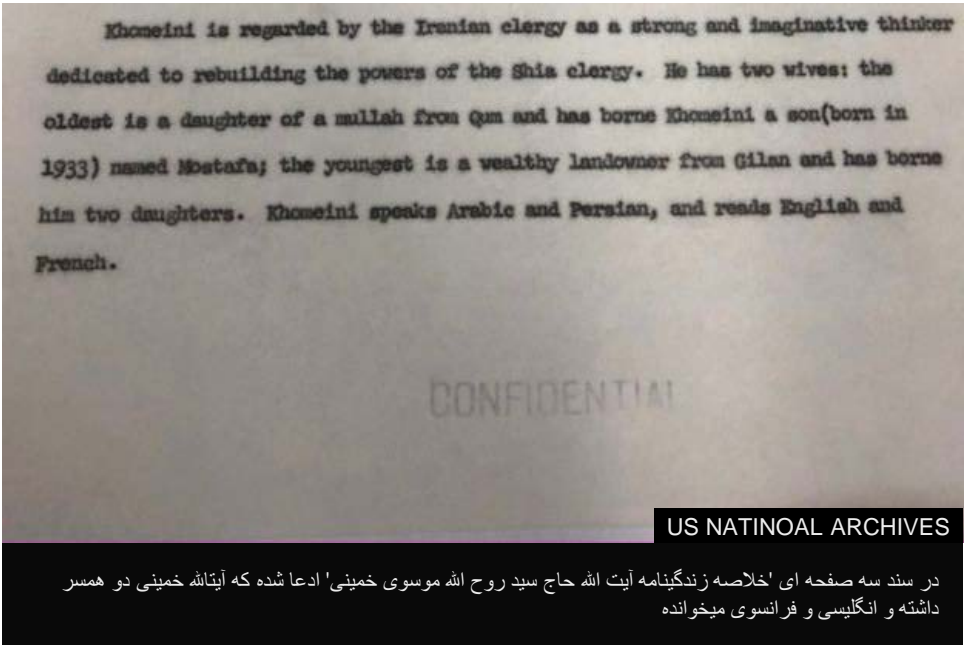 Khomeini is regarded by the Iranian clergy as a strong and imaginative thinker
dedicated to rebuilding the powers of the Shia clergy. He has two wives: the
oldest is a daughter of a mullah from Qum and has borne Khomeini a son(born in
1933) named Mostafa; the youngest is a wealthy landowner from Gilan and has borne
him two daughters. Khomeini speaks Arabic and Persian, and reads English and
French.
CONFIDENTIAL
US NATINOAL ARCHIVES
در سند سه صفحه ای 'خلاصه زندگینامه آیت الله حاج سید روح الله موسوی خمینی' ادعا شده که آیتالله خمینی دو همسر
داشته و انگلیسی و فرانسوی میخوانده